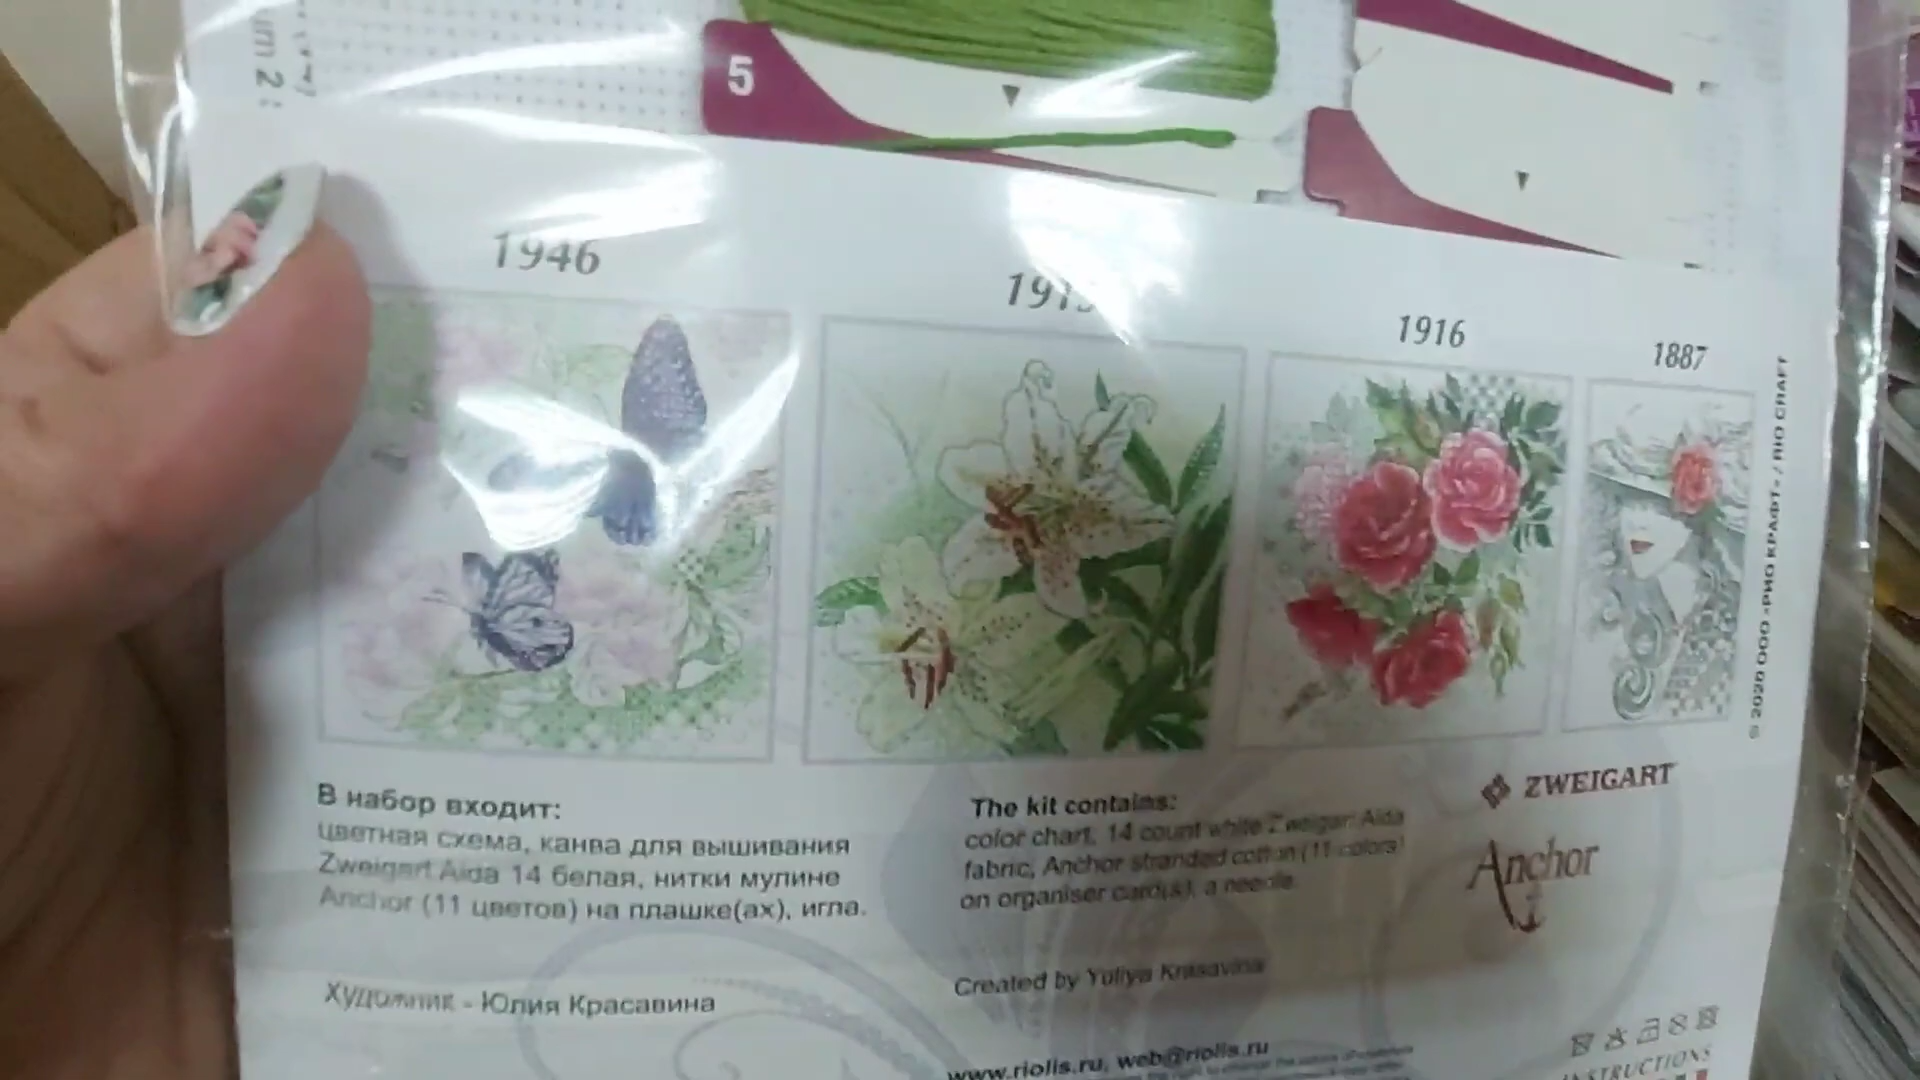 5
1946
1916
1887
© 2020 ООО «РИО КРАФТ» / RIO CRAFT
В набор входит:
цветная схема, канва для вышивания
Zweigart Aida 14 белая, нитки мулине
Anchor (11 цветов) на плашке(ах), игла.
The kit contains:
color chart, 14 count white Zweigart Aida
fabric, Anchor stranded cotton (11 colors)
on organiser card(s), a needle.
ZWEIGART
Anchor
Художник - Юлия Красавина
Created by Yuliya Krasavina
www.riolis.ru, web@riolis.ru